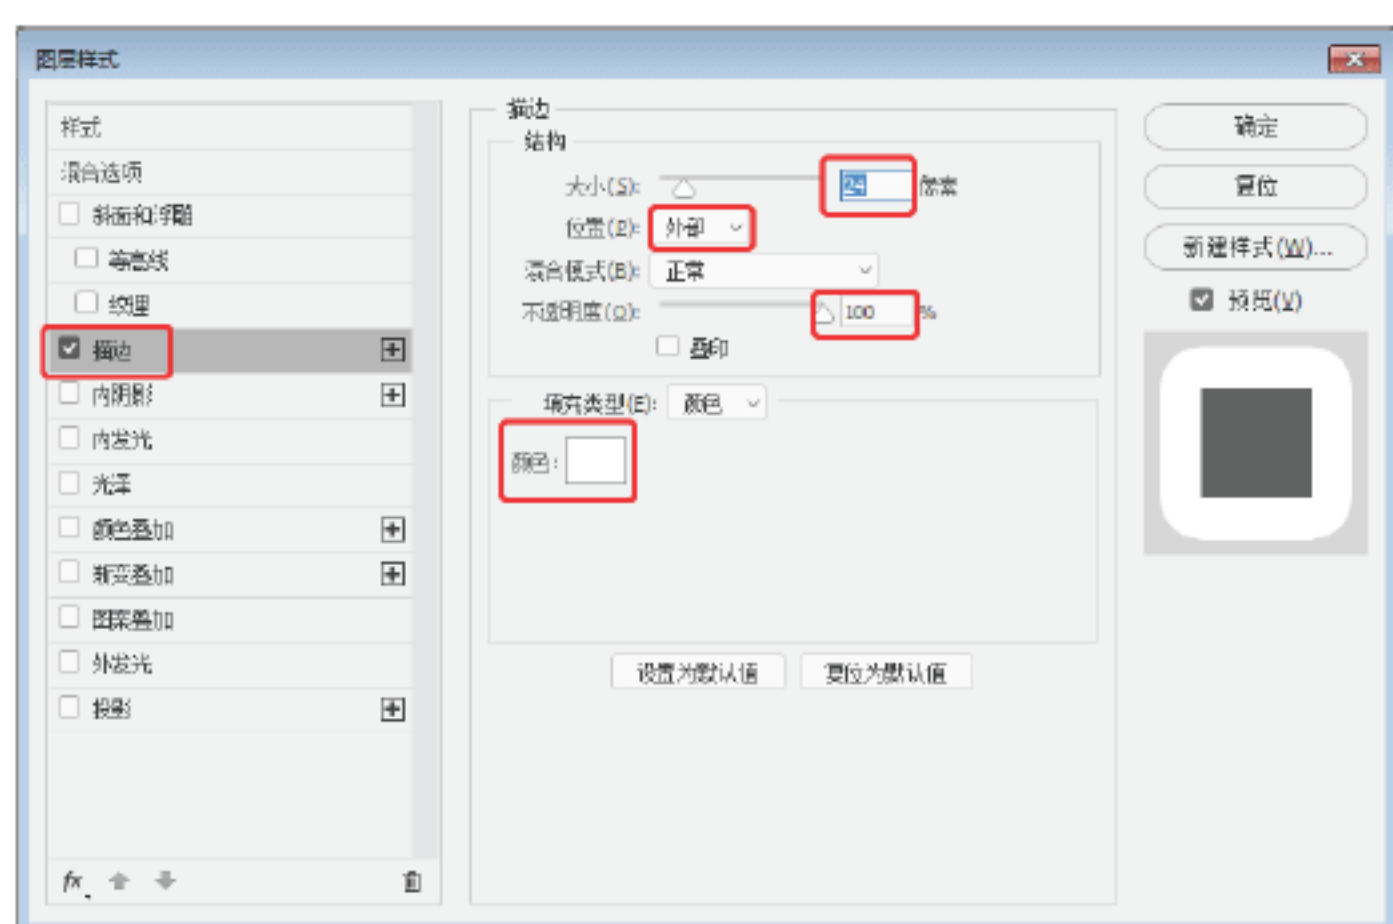 图层样式
样式
混合选项
斜面和浮雕
等高线
纹理
描边
内阴影
内发光
光泽
颜色叠加
渐变叠加
图案叠加
外发光
投影
fx
描边
结构
大小(S): 24 像素
位置(P): 外部
混合模式(B): 正常
不透明度(O): 100 %
叠印
填充类型(E): 颜色
颜色:
设置为默认值 复位为默认值
确定
复位
新建样式(W)...
预览(V)